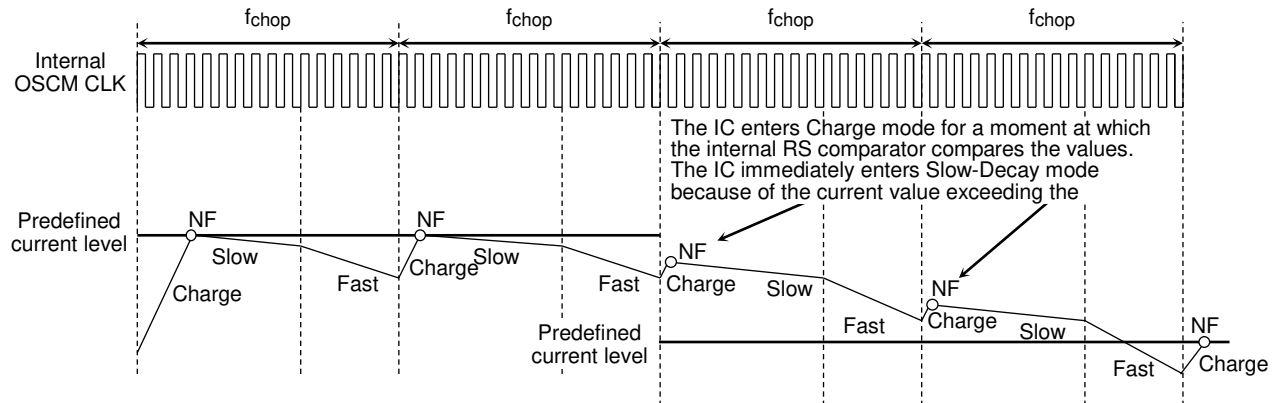 fchop fchop fchop fchop
Internal
OSCM CLK
The IC enters Charge mode for a moment at which
the internal RS comparator compares the values.
The IC immediately enters Slow-Decay mode
because of the current value exceeding the
Predefined
current level
NF
Slow
Fast
Charge
NF
Slow
Fast
Charge
NF
Slow
Fast
Charge
Predefined
current level
NF
Slow
Fast
Charge
NF
Charge